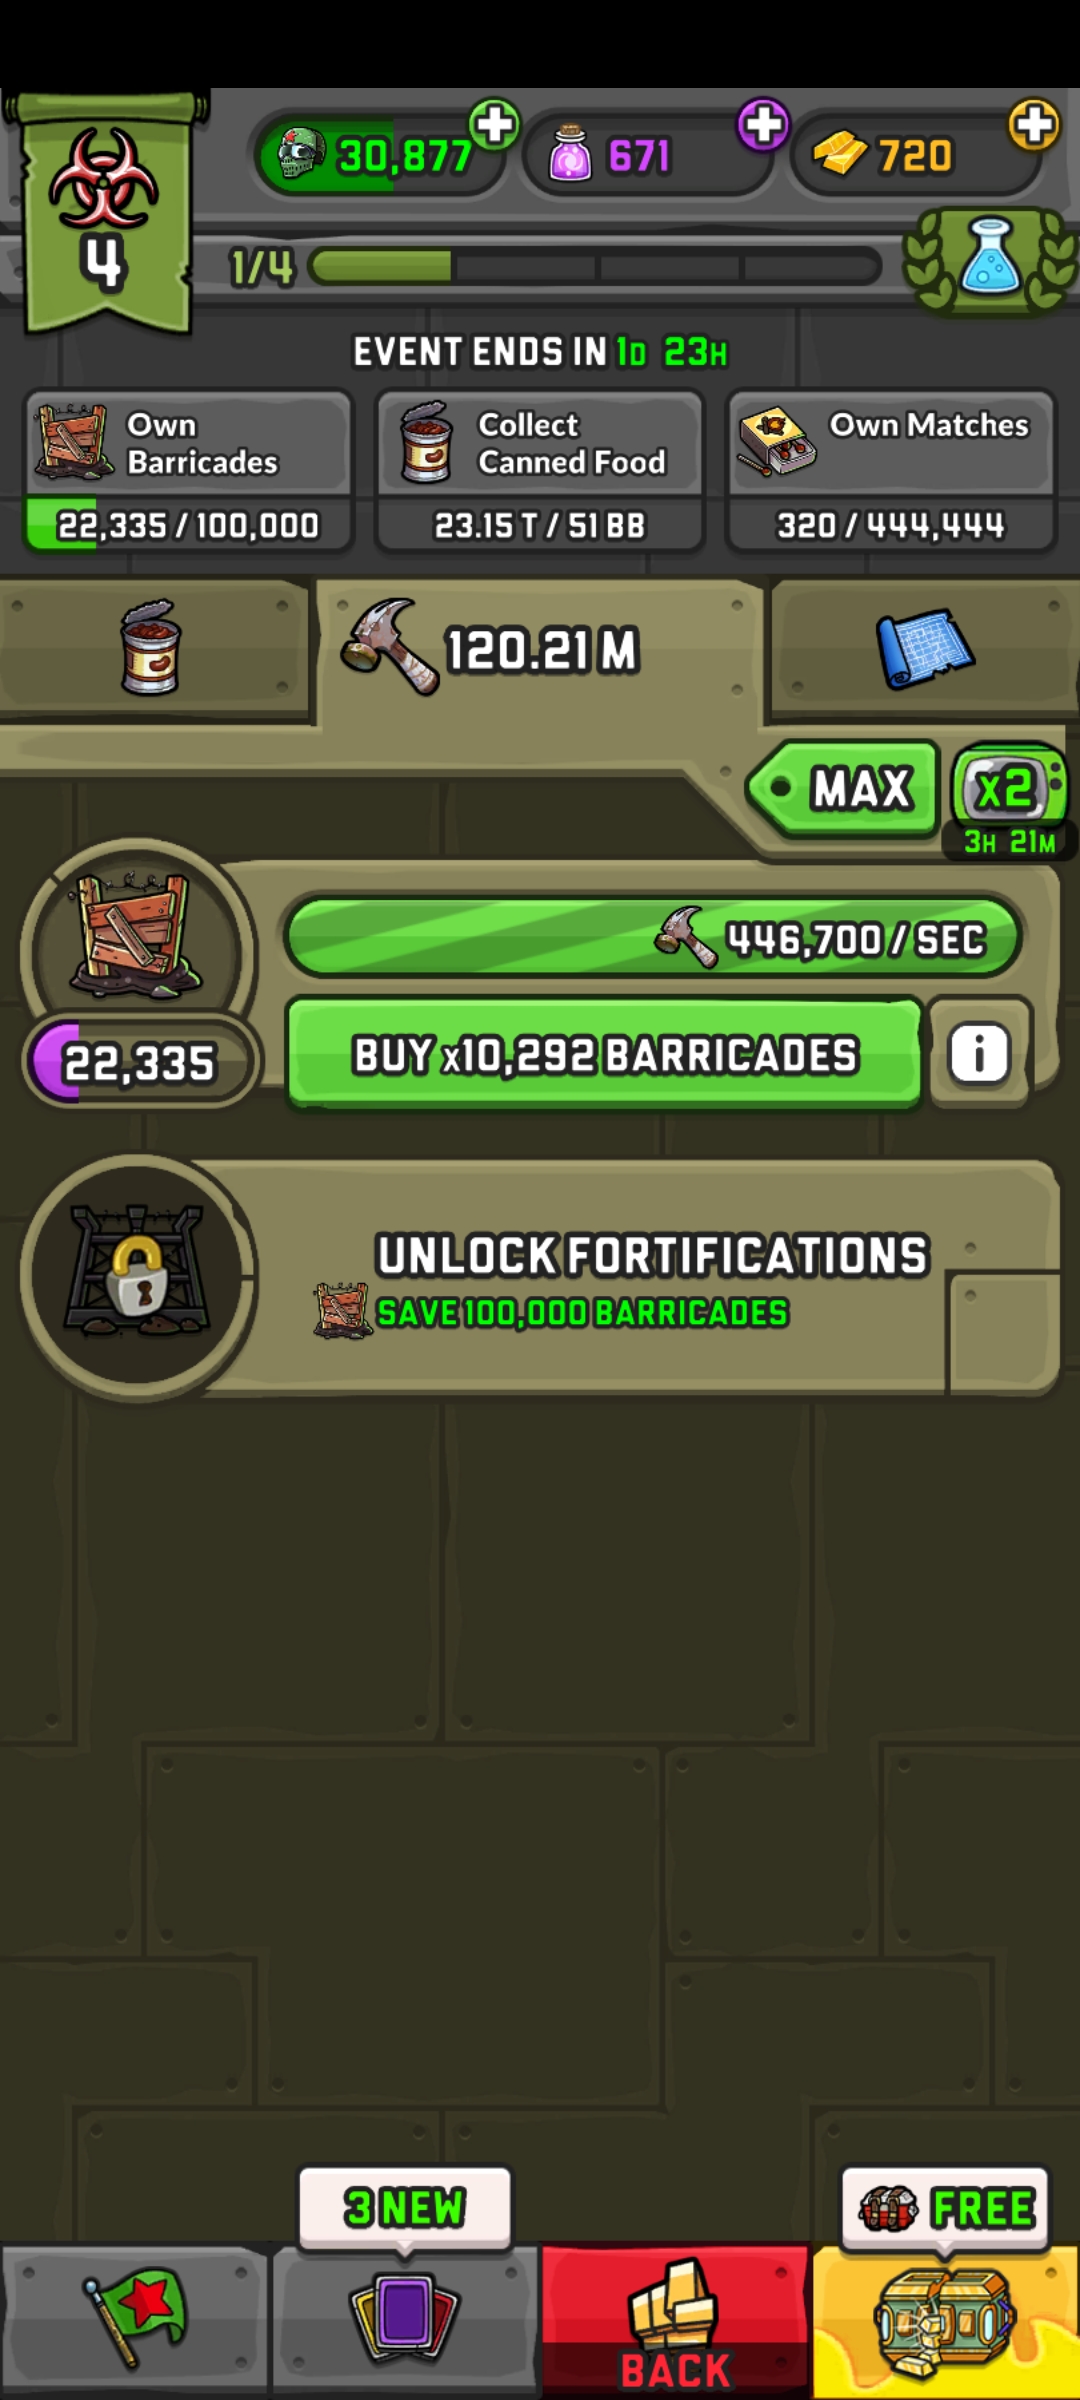 30,877
671
720
4
1/4
EVENT ENDS IN 1D 23H
Own Barricades
22,335 / 100,000
Collect Canned Food
23.15 T / 51 BB
Own Matches
320 / 444,444
120.21 M
MAX
x2
3H 21M
446,700 / SEC
22,335
BUY x10,292 BARRICADES
i
UNLOCK FORTIFICATIONS
SAVE 100,000 BARRICADES
3 NEW
FREE
BACK